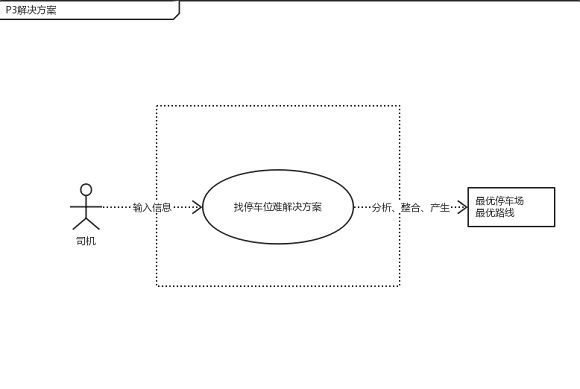 P3解决方案
输入信息
找停车位难解决方案
分析、整合、产生
最优停车场
最优路线
司机